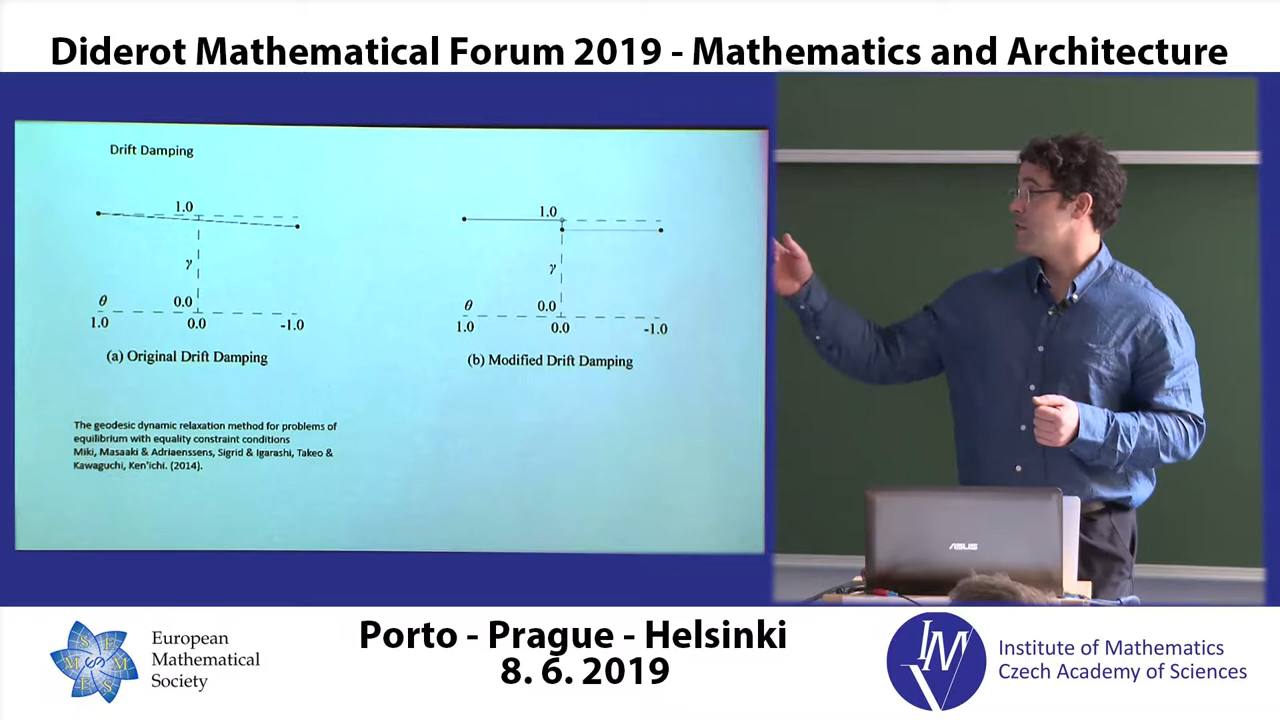 Diderot Mathematical Forum 2019 - Mathematics and Architecture
Drift Damping
1.0
γ
θ
0.0
1.0
0.0
-1.0
(a) Original Drift Damping
1.0
γ
θ
0.0
1.0
0.0
-1.0
(b) Modified Drift Damping
The geodesic dynamic relaxation method for problems of
equilibrium with equality constraint conditions
Miki, Masaaki & Adriaenssens, Sigrid & Igarashi, Takeo &
Kawaguchi, Ken'ichi. (2014).
ASUS
European
Mathematical
Society
Porto - Prague - Helsinki
8. 6. 2019
IM
Institute of Mathematics
Czech Academy of Sciences